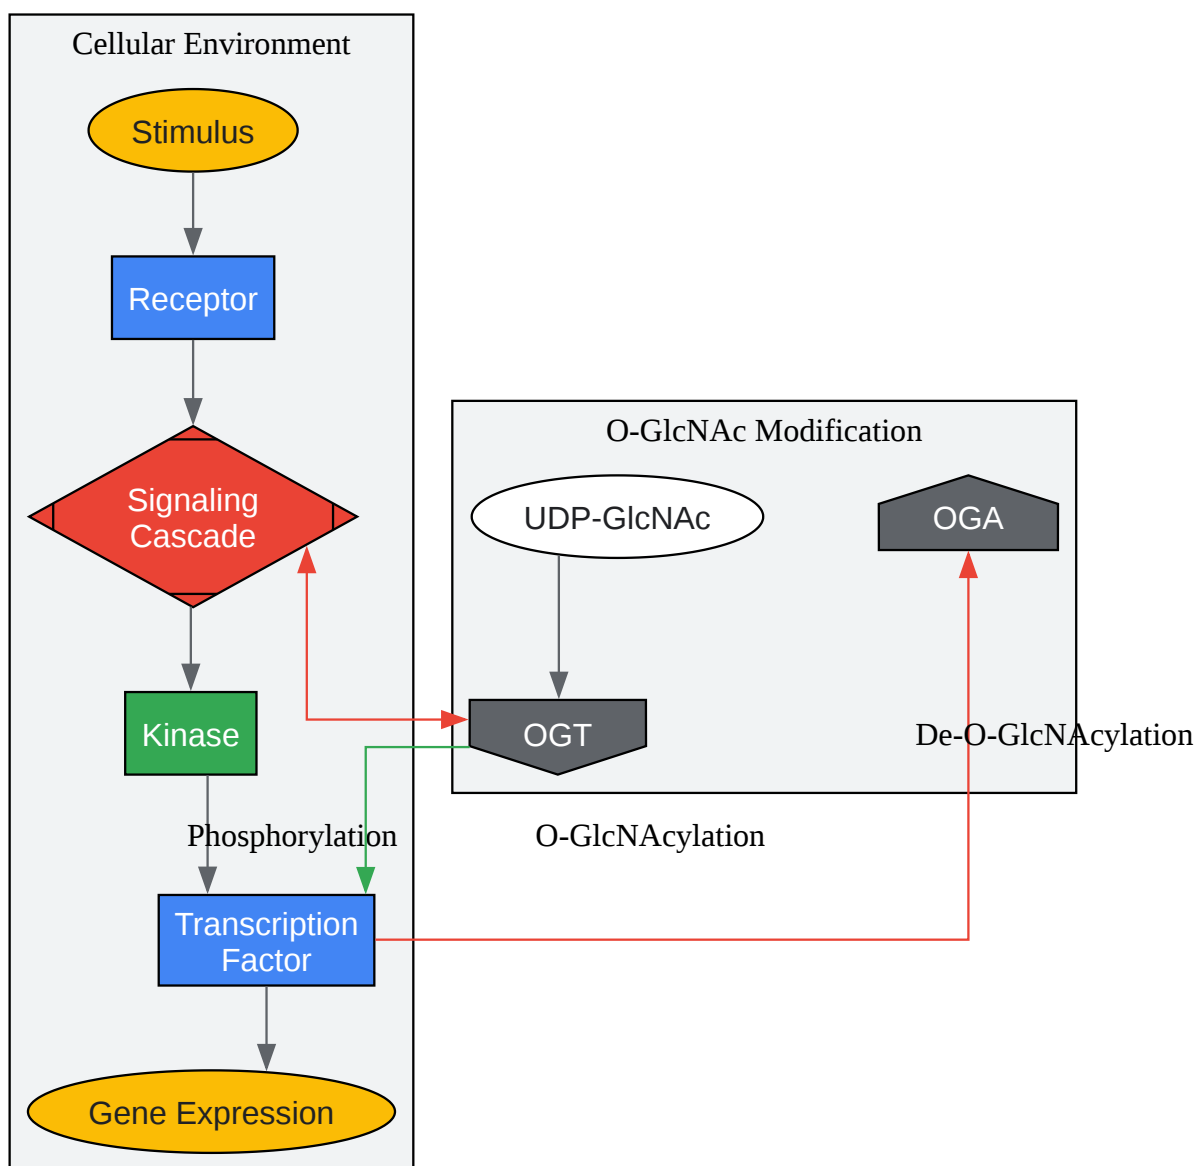 Cellular Environment
Stimulus
Receptor
Signaling
Cascade
Kinase
Phosphorylation
Transcription
Factor
Gene Expression
O-GlcNAc Modification
UDP-GlcNAc
OGA
OGT
De-O-GlcNAcylation
O-GlcNAcylation